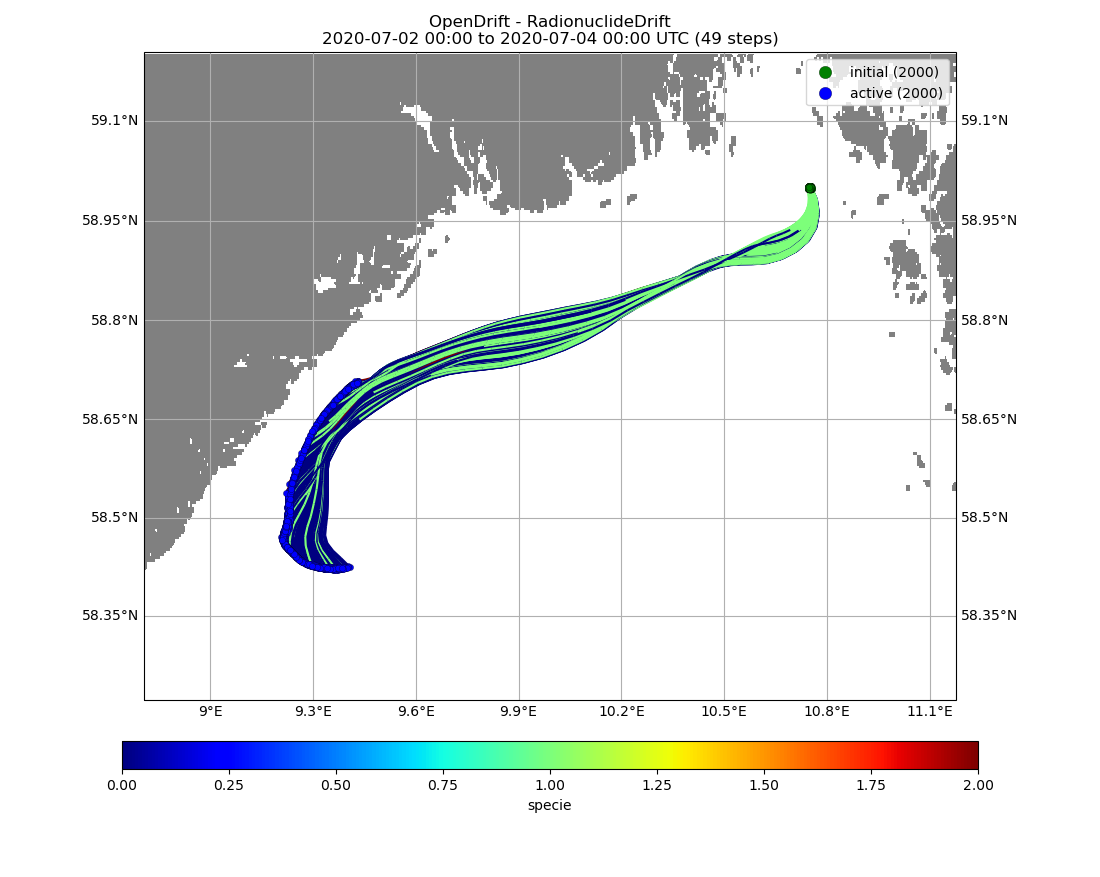 OpenDrift - RadionuclideDrift
2020-07-02 00:00 to 2020-07-04 00:00 UTC (49 steps)
initial (2000)
active (2000)
59.1°N 59.1°N
58.95°N 58.95°N
58.8°N 58.8°N
58.65°N 58.65°N
58.5°N 58.5°N
58.35°N 58.35°N
9°E 9.3°E 9.6°E 9.9°E 10.2°E 10.5°E 10.8°E 11.1°E
0.00 0.25 0.50 0.75 1.00 1.25 1.50 1.75 2.00
specie